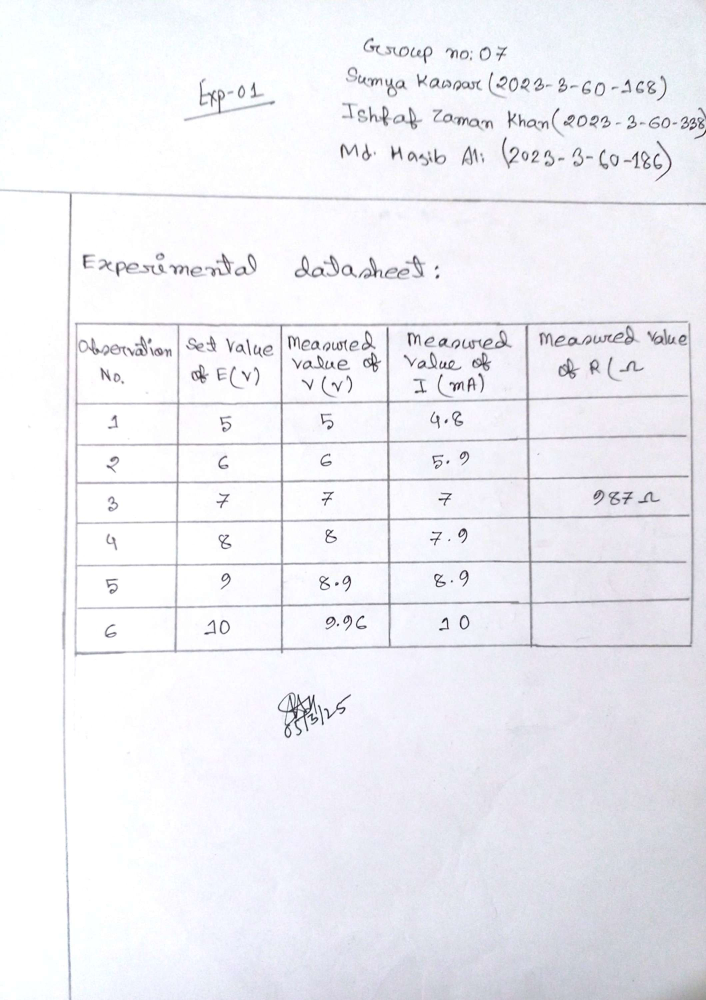 Group no: 07
Exp-01
Sumya Kawsar (2023-3-60-168)
Ishfaf Zaman Khan (2023-3-60-338)
Md. Hasib Ali (2023-3-60-186)
Experimental datasheet:
Observation No. Set Value of E(V) Measured value of V (V) Measured value of I (mA) Measured value of R (Ω
1 5 5 4.8
2 6 6 5.9
3 7 7 7 987 Ω
4 8 8 7.9
5 9 8.9 8.9
6 10 9.96 10
05/3/25